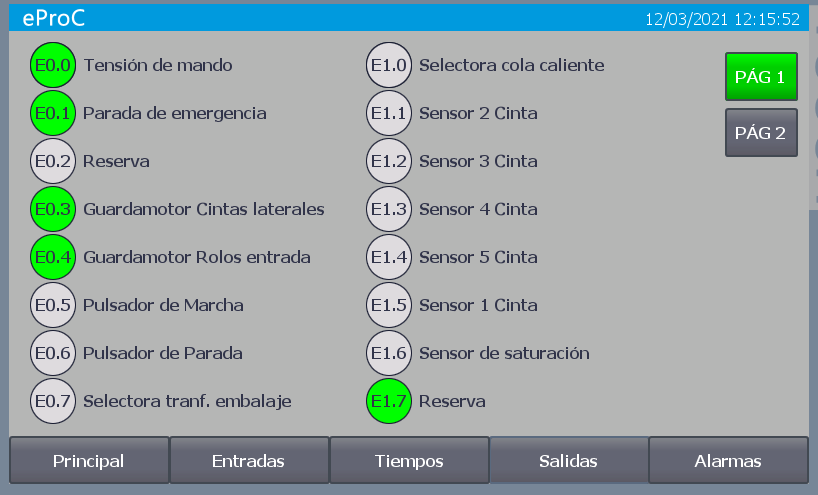 eProC
12/03/2021 12:15:52
E0.0 Tensión de mando
E0.1 Parada de emergencia
E0.2 Reserva
E0.3 Guardamotor Cintas laterales
E0.4 Guardamotor Rolos entrada
E0.5 Pulsador de Marcha
E0.6 Pulsador de Parada
E0.7 Selectora tranf. embalaje
E1.0 Selectora cola caliente
E1.1 Sensor 2 Cinta
E1.2 Sensor 3 Cinta
E1.3 Sensor 4 Cinta
E1.4 Sensor 5 Cinta
E1.5 Sensor 1 Cinta
E1.6 Sensor de saturación
E1.7 Reserva
PÁG 1
PÁG 2
Principal
Entradas
Tiempos
Salidas
Alarmas